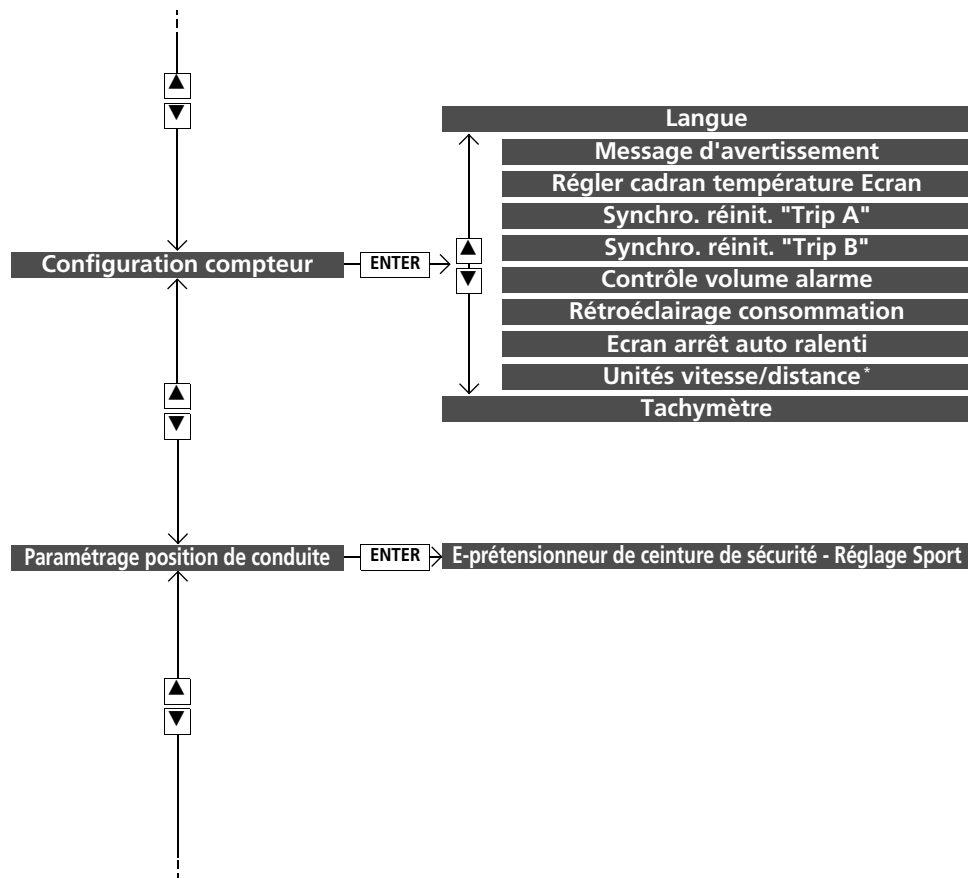 Langue
Message d'avertissement
Régler cadran température Ecran
Synchro. réinit. "Trip A"
Synchro. réinit. "Trip B"
Configuration compteur
ENTER
Contrôle volume alarme
Rétroéclairage consommation
Ecran arrêt auto ralenti
Unités vitesse/distance*
Tachymètre
Paramétrage position de conduite
ENTER
E-prétensionneur de ceinture de sécurité - Réglage Sport